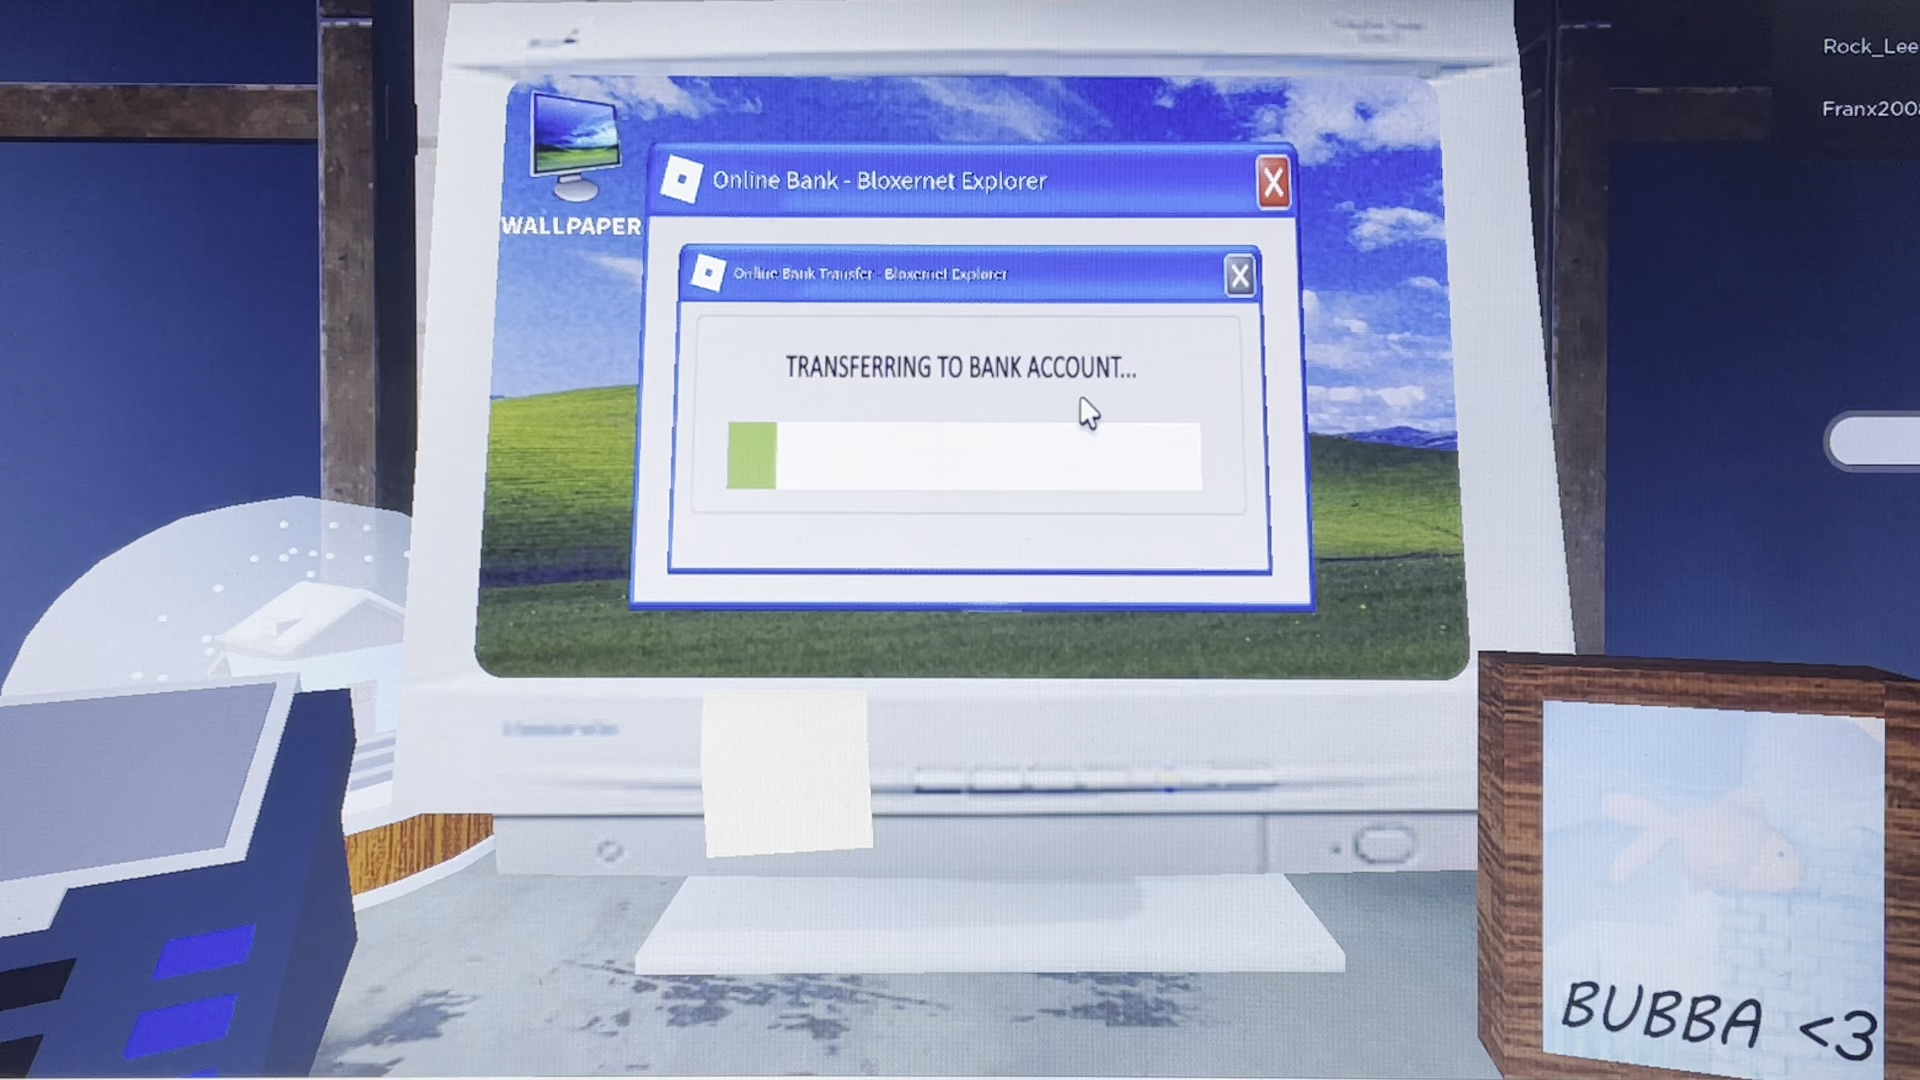 Rock_Lee
Franx200
WALLPAPER
Online Bank - Bloxernet Explorer
X
Online Bank Transfer - Bloxernet Explorer
X
TRANSFERRING TO BANK ACCOUNT...
BUBBA <3